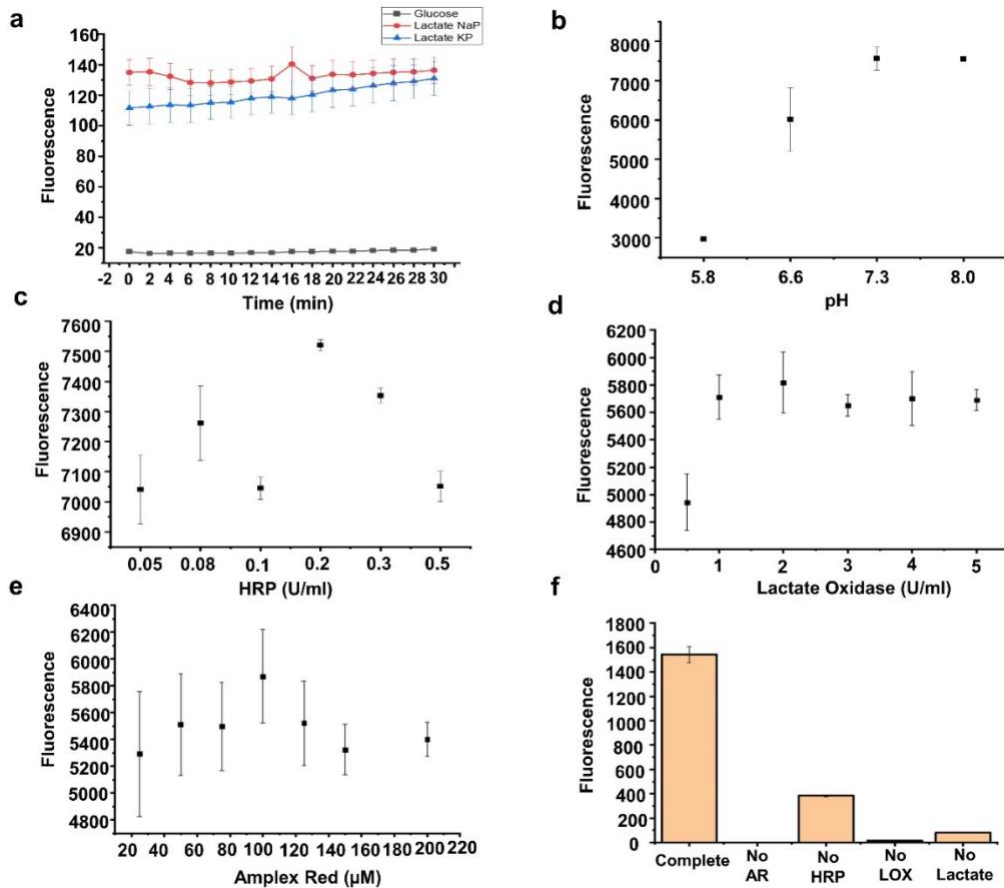 a
Glucose
Lactate NaP
Lactate KP
160
140
120
100
80
60
40
20
Fluorescence
-2 0 2 4 6 8 10 12 14 16 18 20 22 24 26 28 30
Time (min)
b
8000
7000
6000
5000
4000
3000
Fluorescence
5.8 6.6 7.3 8.0
pH
c
7600
7500
7400
7300
7200
7100
7000
6900
Fluorescence
0.05 0.08 0.1 0.2 0.3 0.5
HRP (U/ml)
d
6200
6000
5800
5600
5400
5200
5000
4800
4600
Fluorescence
0 1 2 3 4 5
Lactate Oxidase (U/ml)
e
6400
6200
6000
5800
5600
5400
5200
5000
4800
Fluorescence
20 40 60 80 100 120 140 160 180 200 220
Amplex Red (µM)
f
1800
1600
1400
1200
1000
800
600
400
200
0
Fluorescence
Complete No AR No HRP No LOX No Lactate